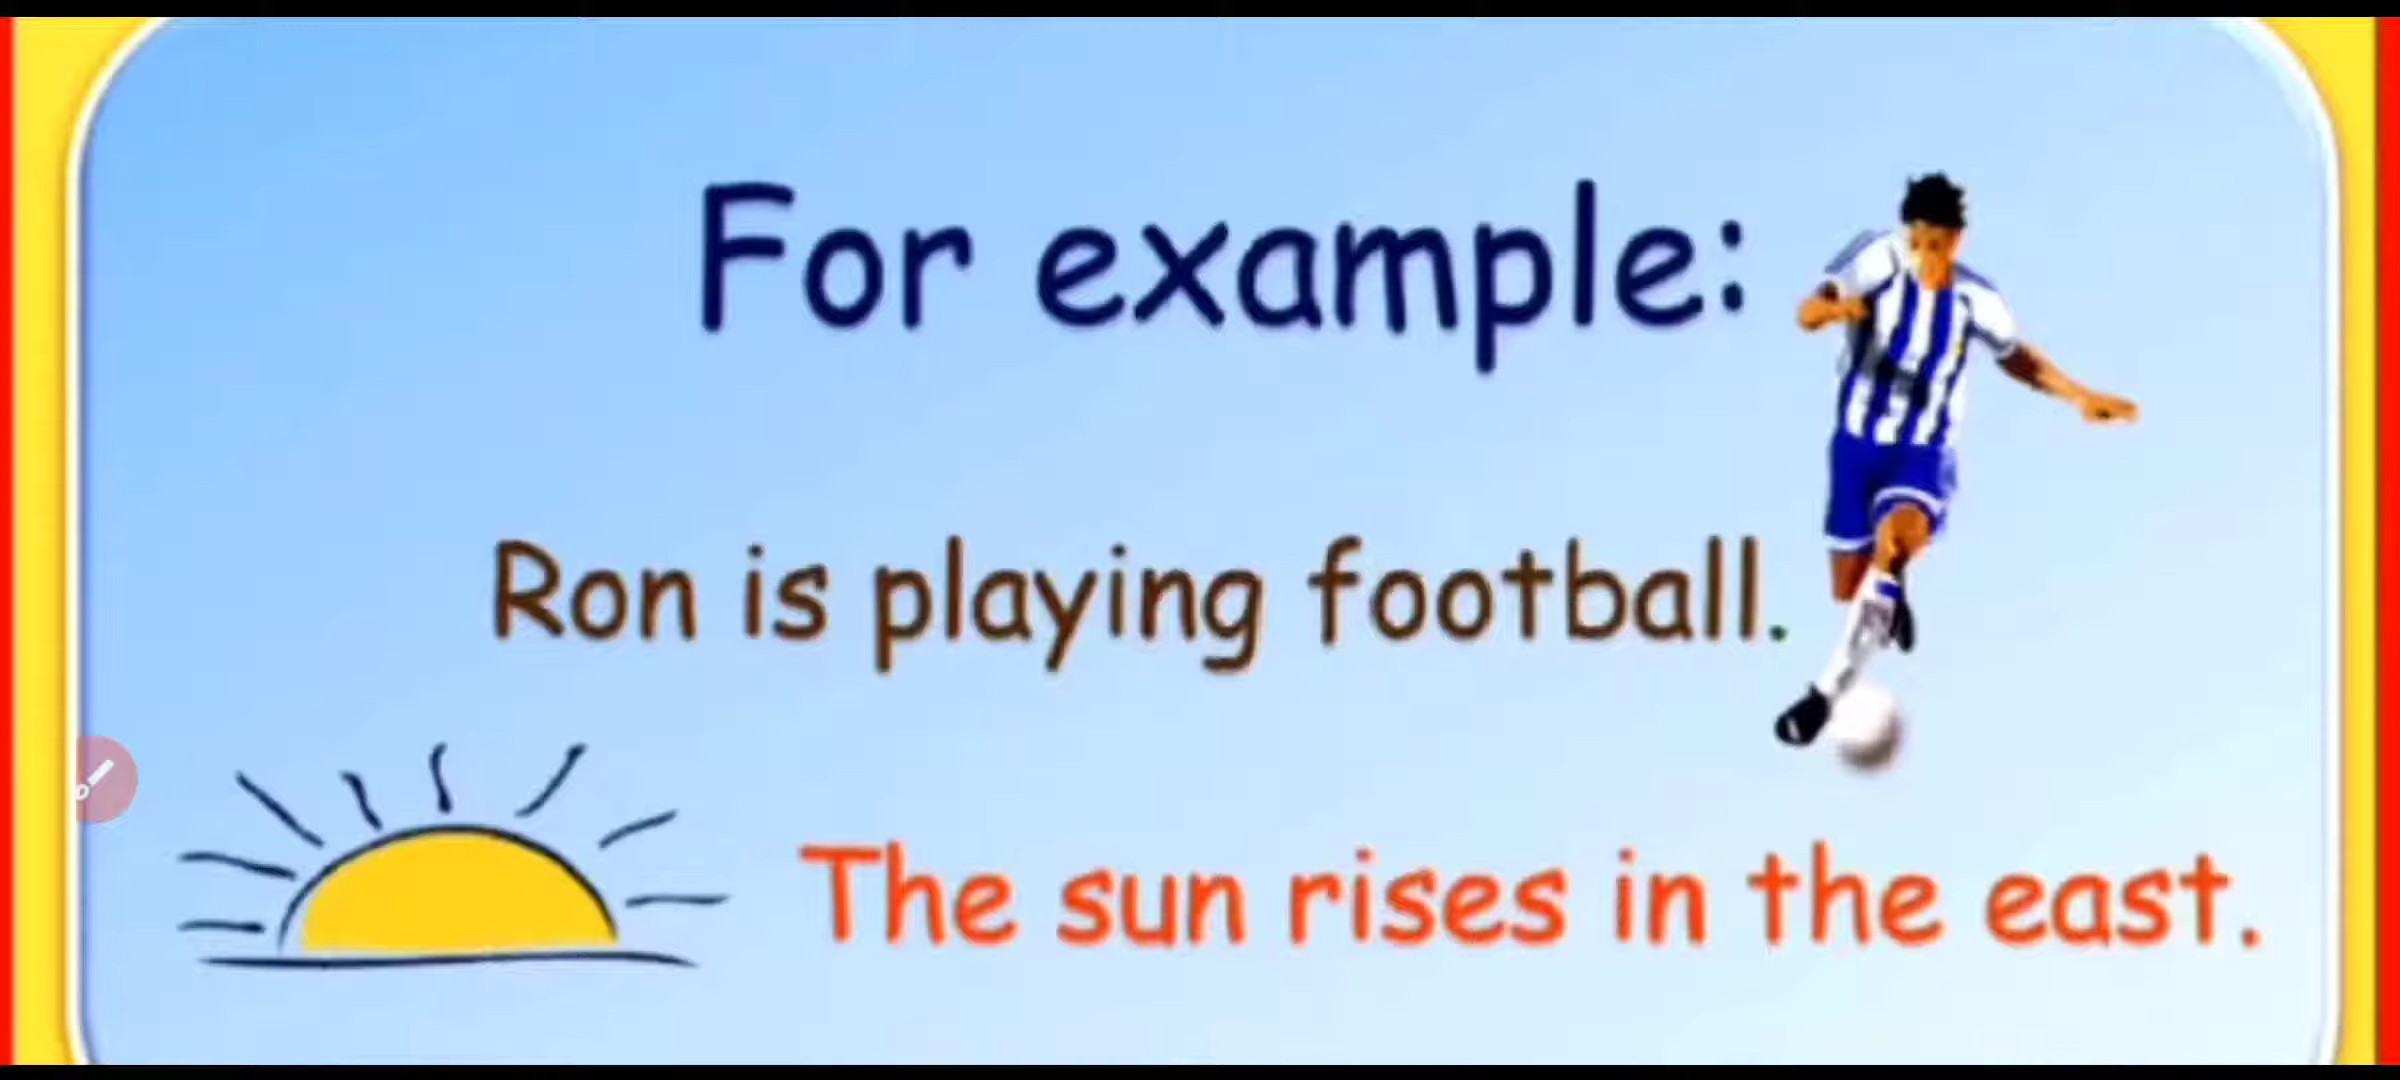 For example:
Ron is playing football.
The sun rises in the east.